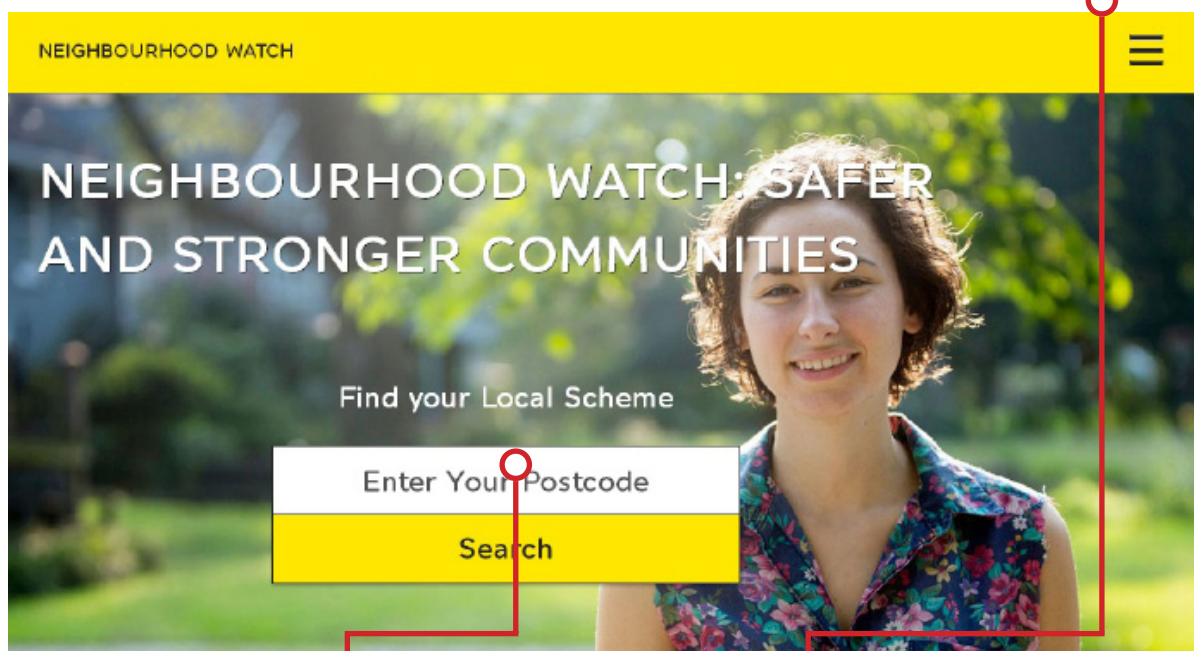 NEIGHBOURHOOD WATCH
NEIGHBOURHOOD WATCH: SAFER
AND STRONGER COMMUNITIES
Find your Local Scheme
Enter Your Postcode
Search